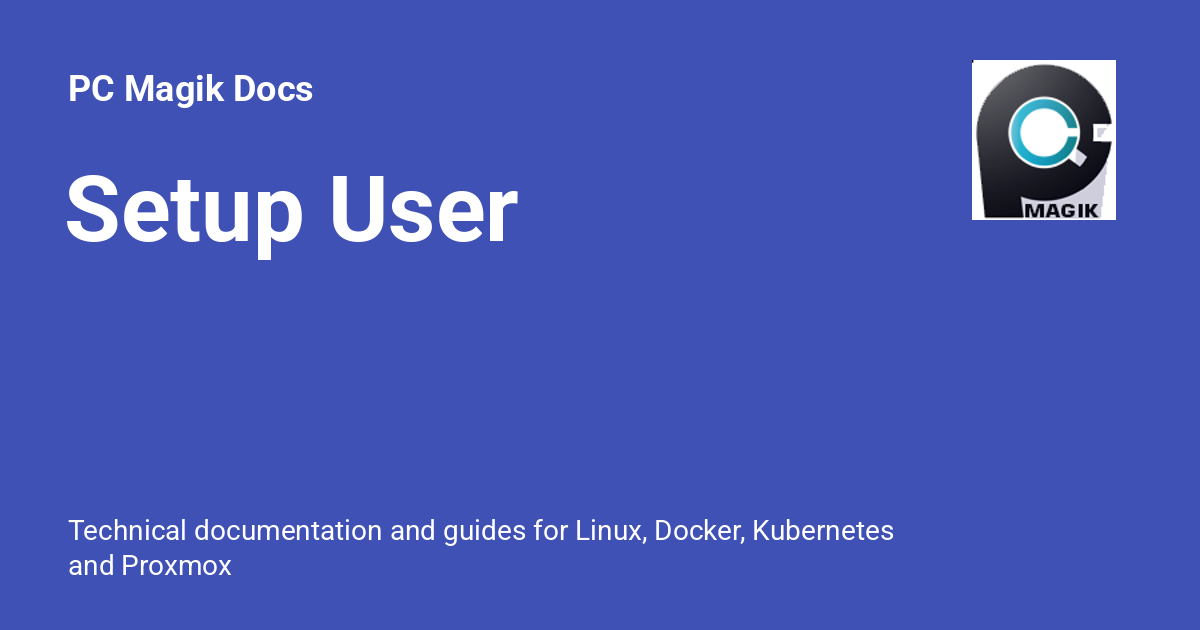 PC Magik Docs
Setup User
MAGIK
Technical documentation and guides for Linux, Docker, Kubernetes
and Proxmox